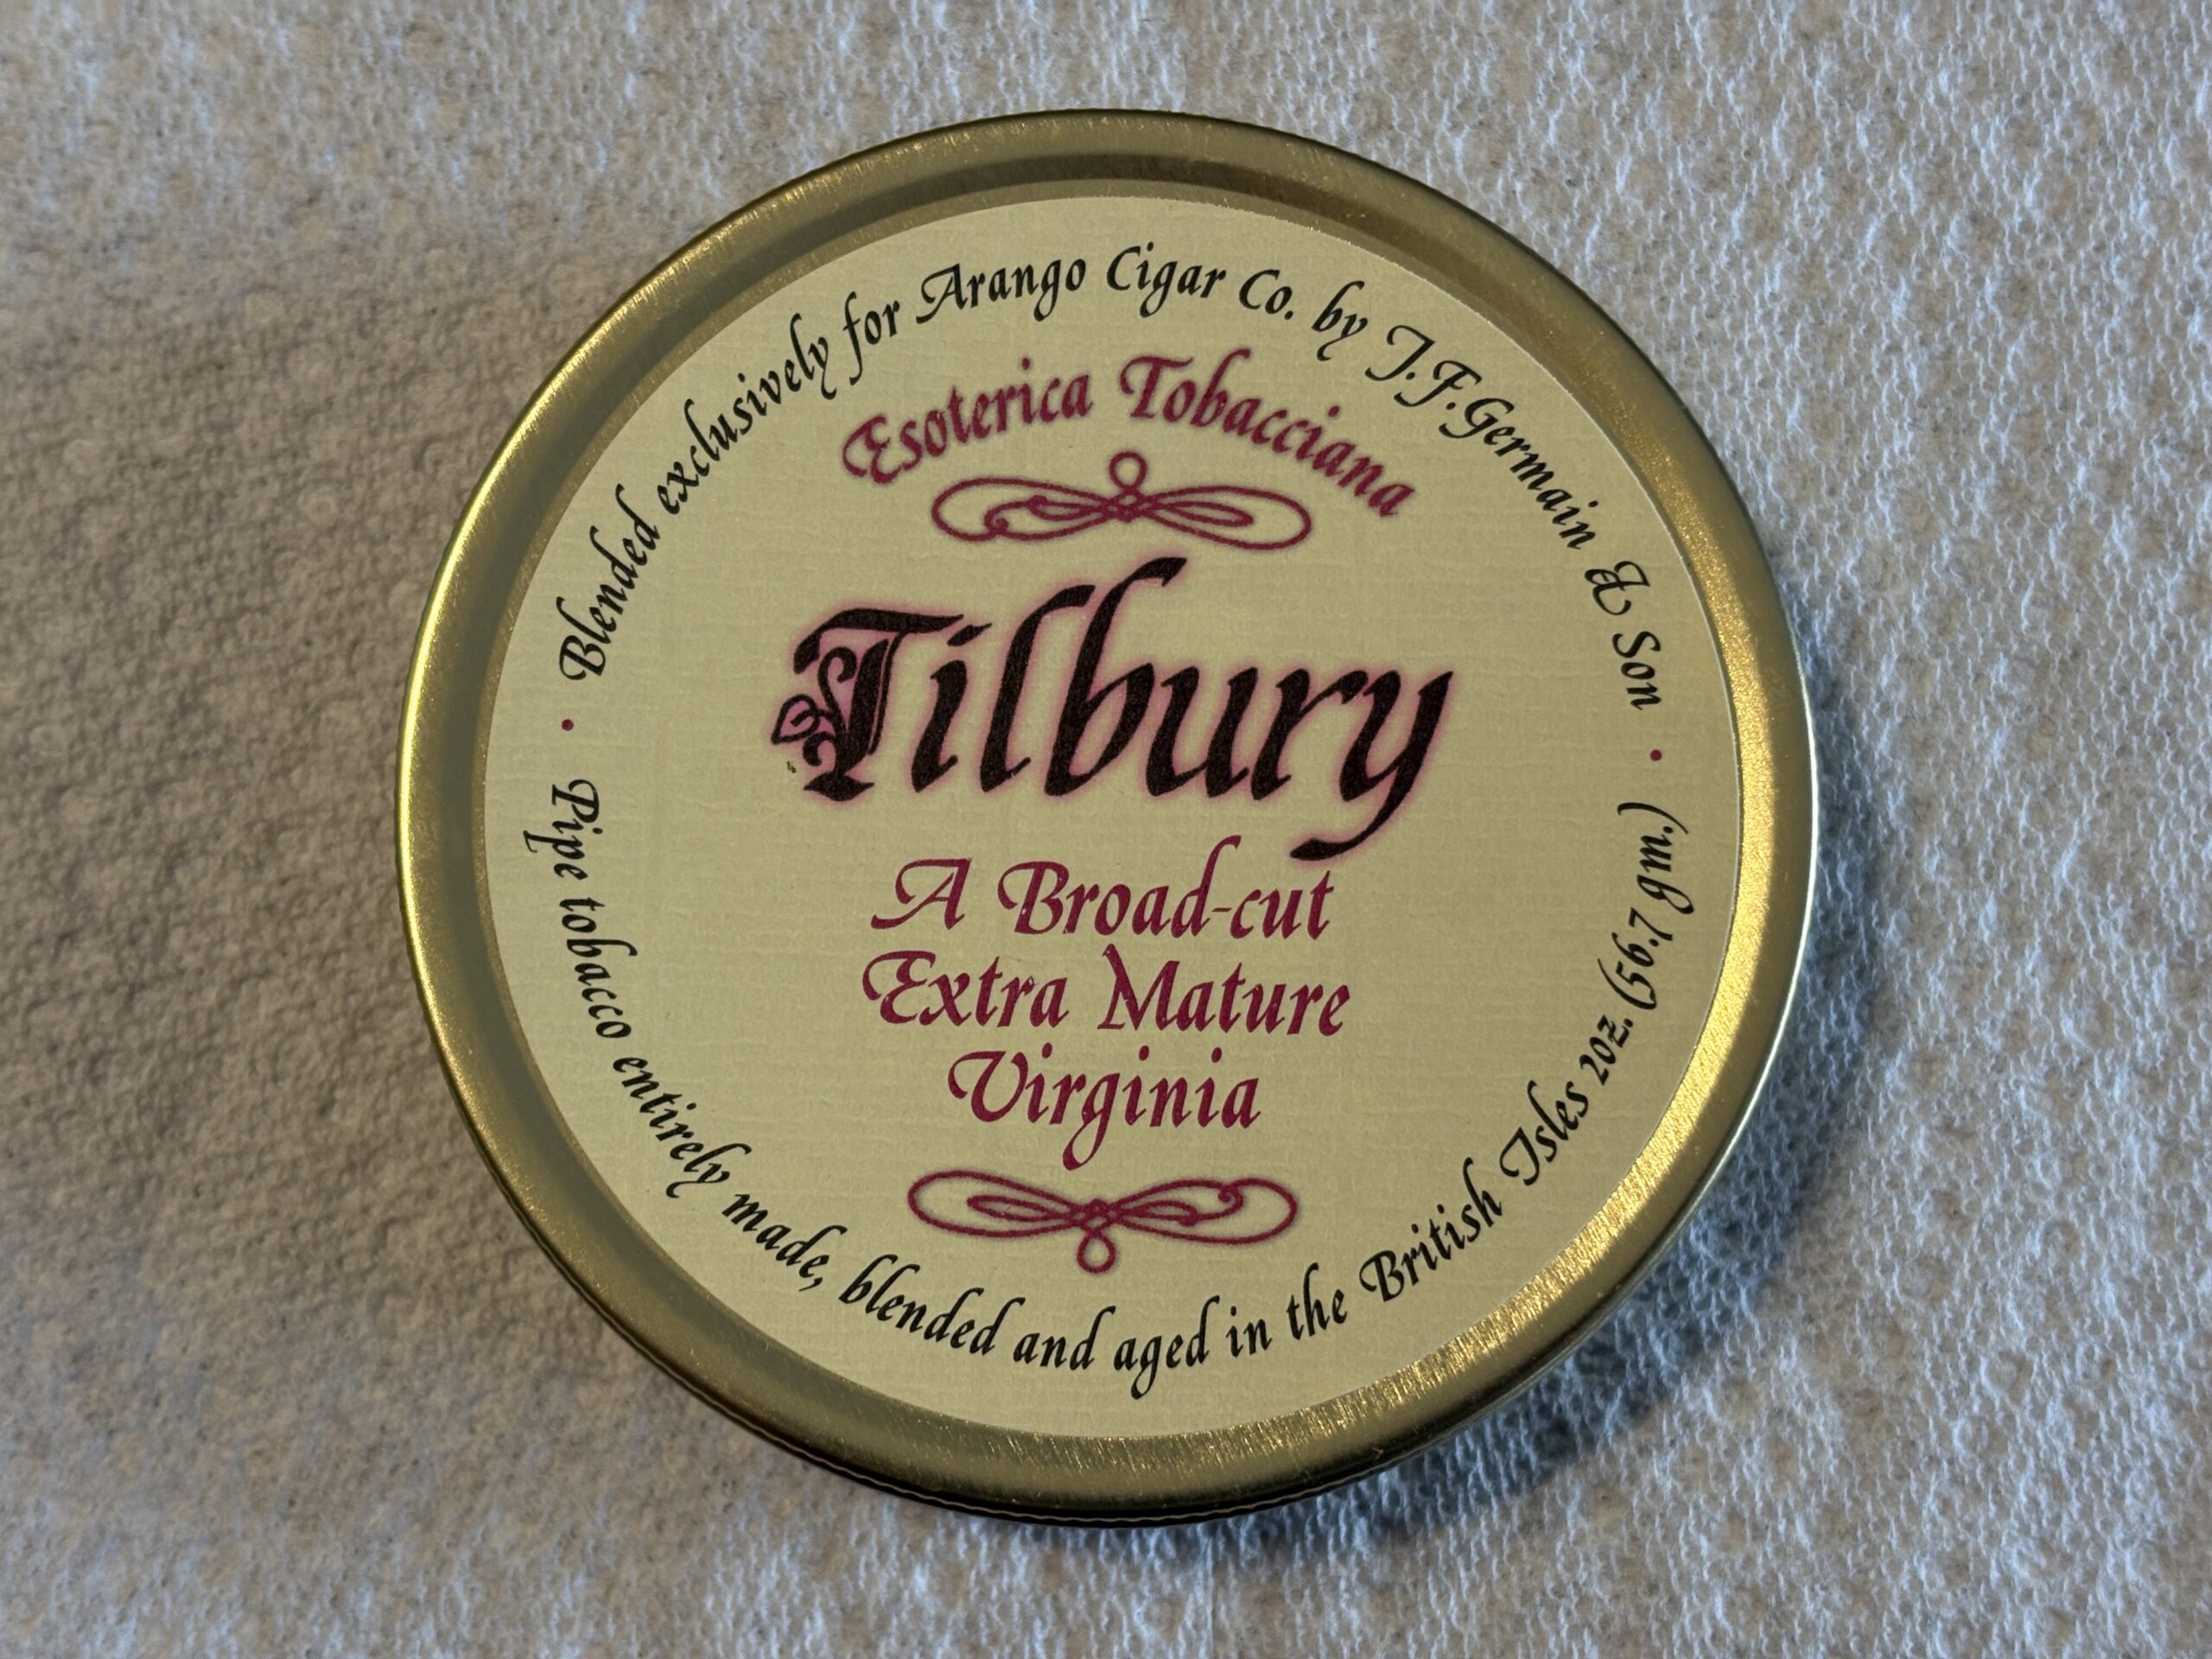 Blended exclusively for Arango Cigar Co. by J.F. Germain & Son
Esoterica Tobacciana
Tilbury
A Broad-cut
Extra Mature
Virginia
Pipe tobacco entirely made, blended and aged in the British Isles 2oz. (56.7 gm.)